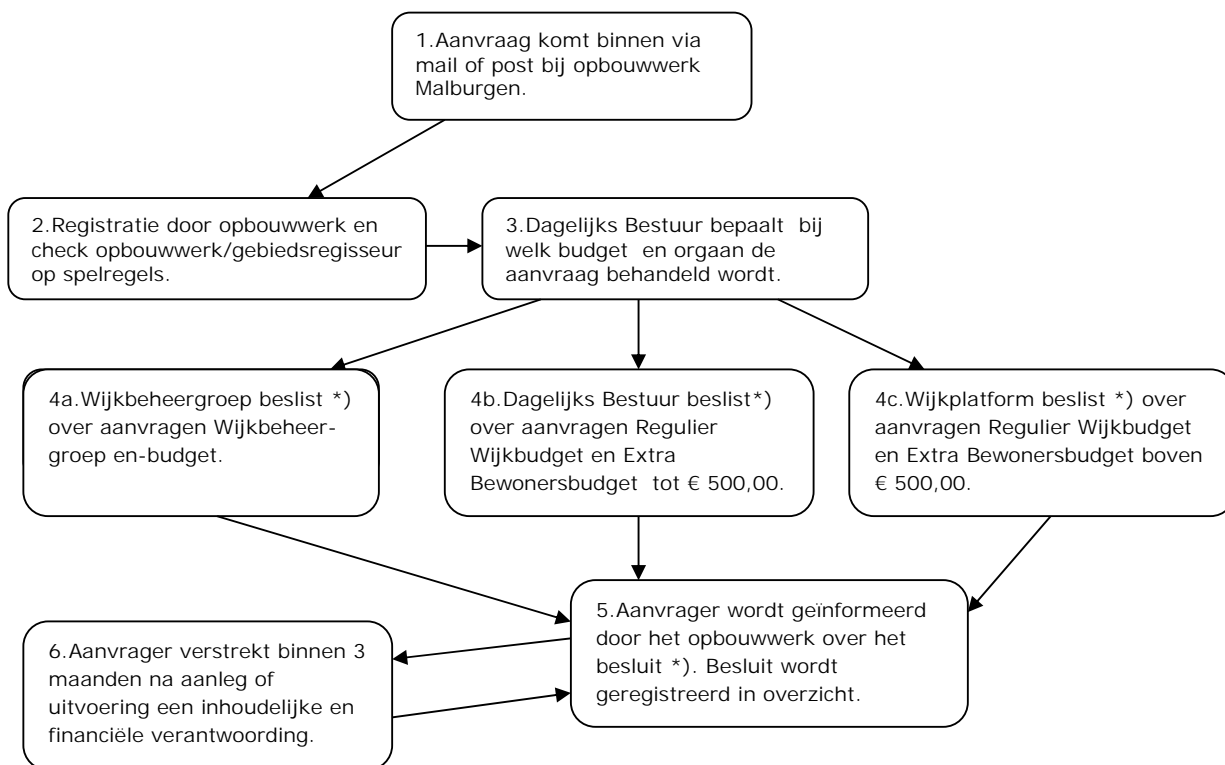 1.Aanvraag komt binnen via
mail of post bij opbouwwerk
Malburgen.
2.Registratie door opbouwwerk en
check opbouwwerk/gebiedsregisseur
op spelregels.
3.Dagelijks Bestuur bepaalt bij
welk budget en orgaan de
aanvraag behandeld wordt.
4a.Wijkbeheergroep beslist *)
over aanvragen Wijkbeheer-
groep en-budget.
4b.Dagelijks Bestuur beslist*)
over aanvragen Regulier
Wijkbudget en Extra
Bewonersbudget tot € 500,00.
4c.Wijkplatform beslist *) over
aanvragen Regulier Wijkbudget
en Extra Bewonersbudget boven
€ 500,00.
5.Aanvrager wordt geïnformeerd
door het opbouwwerk over het
besluit *). Besluit wordt
geregistreerd in overzicht.
6.Aanvrager verstrekt binnen 3
maanden na aanleg of
uitvoering een inhoudelijke en
financiële verantwoording.